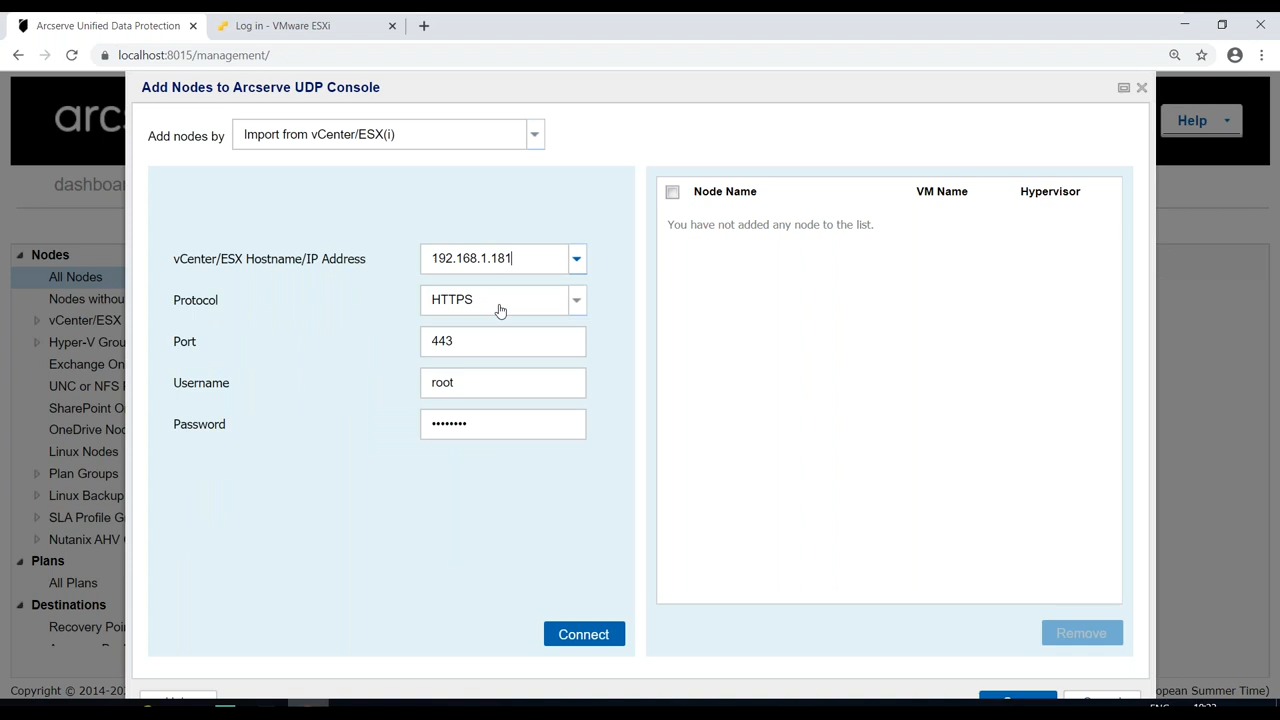 Arcserve Unified Data Protection
Log in - VMware ESXi
localhost:8015/management/
Add Nodes to Arcserve UDP Console
arc
Help
dashboar
Add nodes by
Import from vCenter/ESX(i)
Nodes
All Nodes
Nodes withou
vCenter/ESX
Hyper-V Grou
Exchange On
UNC or NFS
SharePoint O
OneDrive Noc
Linux Nodes
Plan Groups
Linux Backup
SLA Profile G
Nutanix AHV
Plans
All Plans
Destinations
Recovery Poi
vCenter/ESX Hostname/IP Address
192.168.1.181
Protocol
HTTPS
Port
443
Username
root
Password
••••••••
Connect
Node Name
VM Name
Hypervisor
You have not added any node to the list.
Remove
Copyright © 2014-20
opean Summer Time)